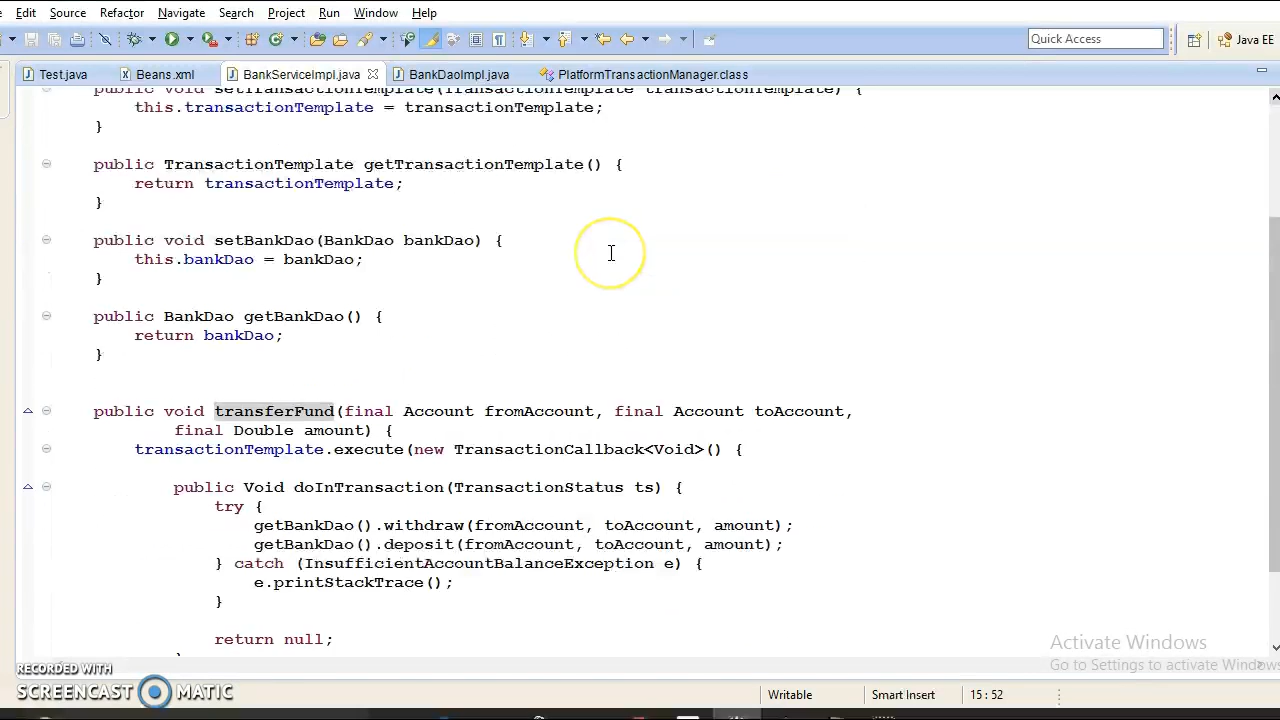 Edit Source Refactor Navigate Search Project Run Window Help
Quick Access
Java EE
Test.java Beans.xml BankServiceImpl.java BankDaoImpl.java PlatformTransactionManager.class
public void setTransactionTemplate(TransactionTemplate transactionTemplate) {
this.transactionTemplate = transactionTemplate;
}
public TransactionTemplate getTransactionTemplate() {
return transactionTemplate;
}
public void setBankDao(BankDao bankDao) {
this.bankDao = bankDao;
}
public BankDao getBankDao() {
return bankDao;
}
public void transferFund(final Account fromAccount, final Account toAccount,
final Double amount) {
transactionTemplate.execute(new TransactionCallback<Void>() {
public Void doInTransaction(TransactionStatus ts) {
try {
getBankDao().withdraw(fromAccount, toAccount, amount);
getBankDao().deposit(fromAccount, toAccount, amount);
} catch (InsufficientAccountBalanceException e) {
e.printStackTrace();
}
return null;
Activate Windows
Go to Settings to activate Windows
RECORDED WITH
SCREENCAST MATIC
Writable Smart Insert 15 : 52